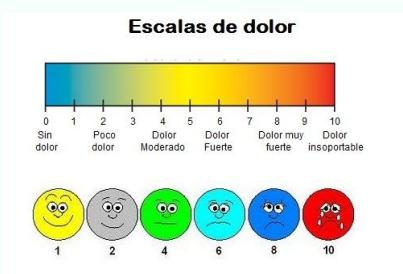 Escalas de dolor
0 1 2 3 4 5 6 7 8 9 10
Sin Poco Dolor Dolor Dolor muy Dolor
dolor dolor Moderado Fuerte fuerte insoportable
1 2 4 6 8 10